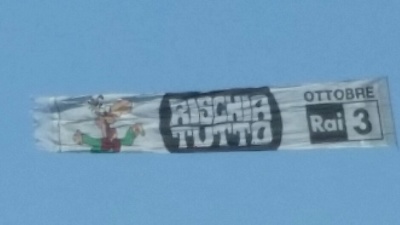 RISCHIA
TUTTO
OTTOBRE
Rai 3